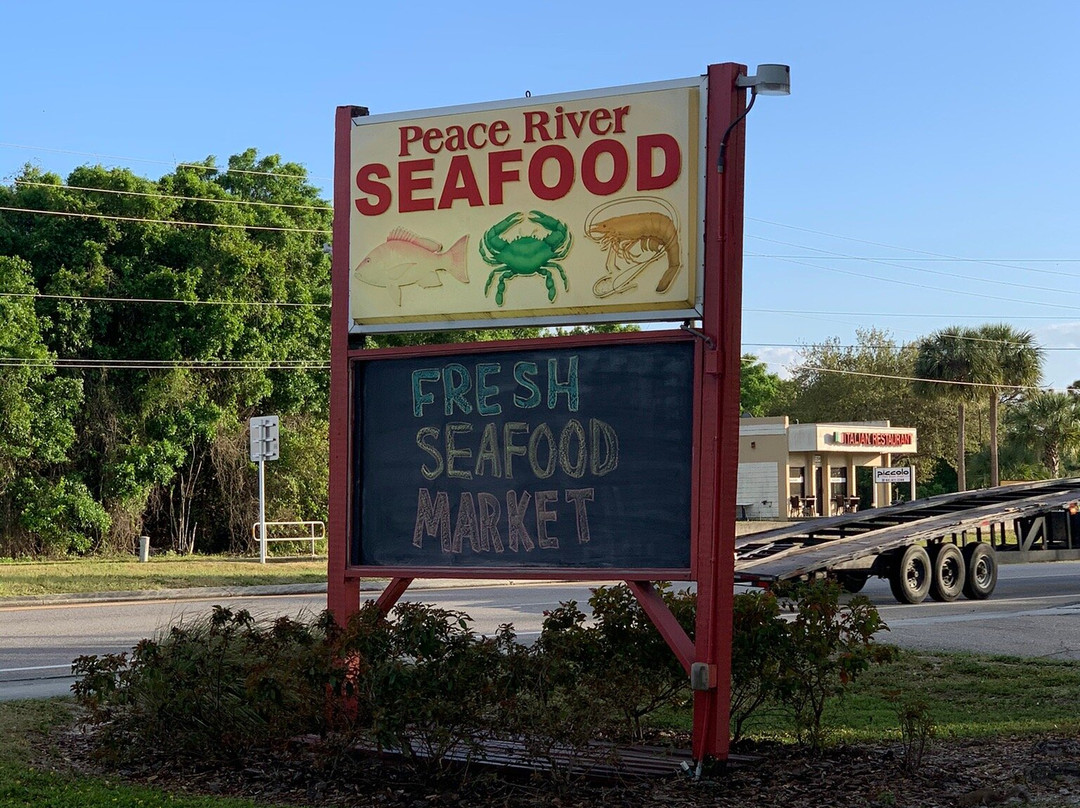 Peace River
SEAFOOD
FRESH
SEAFOOD
MARKET
ITALIAN RESTAURANT
piccolo